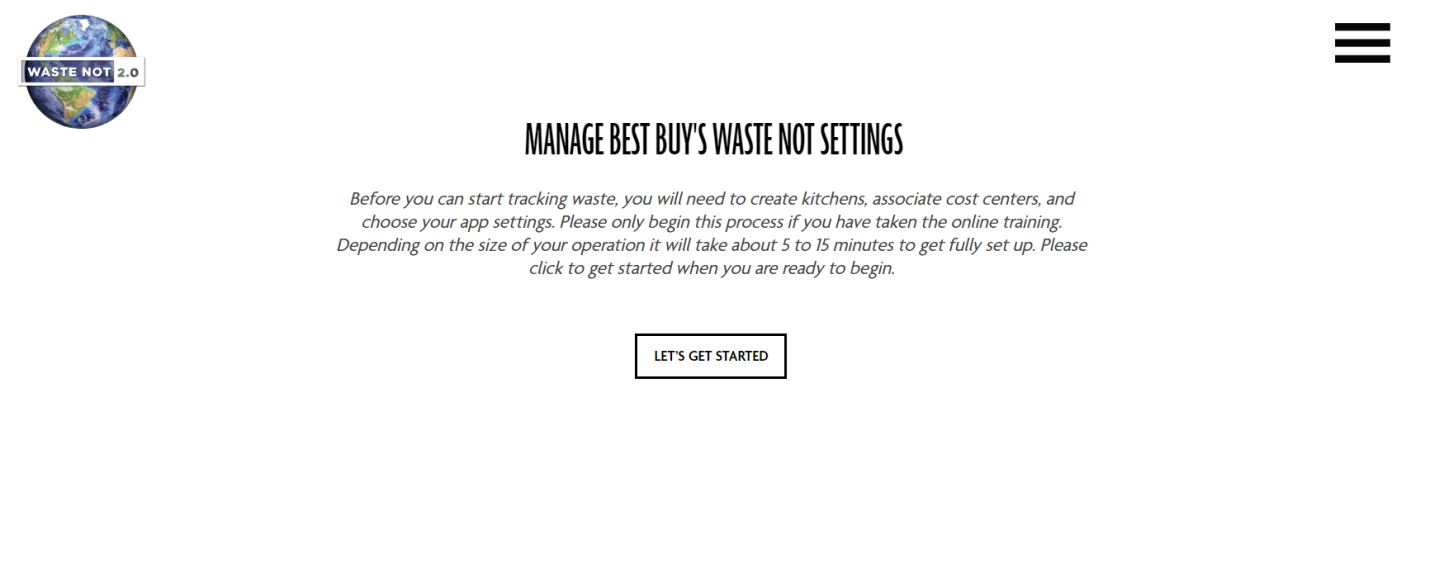 WASTE NOT 2.0
MANAGE BEST BUY'S WASTE NOT SETTINGS
Before you can start tracking waste, you will need to create kitchens, associate cost centers, and
choose your app settings. Please only begin this process if you have taken the online training.
Depending on the size of your operation it will take about 5 to 15 minutes to get fully set up. Please
click to get started when you are ready to begin.
LET'S GET STARTED